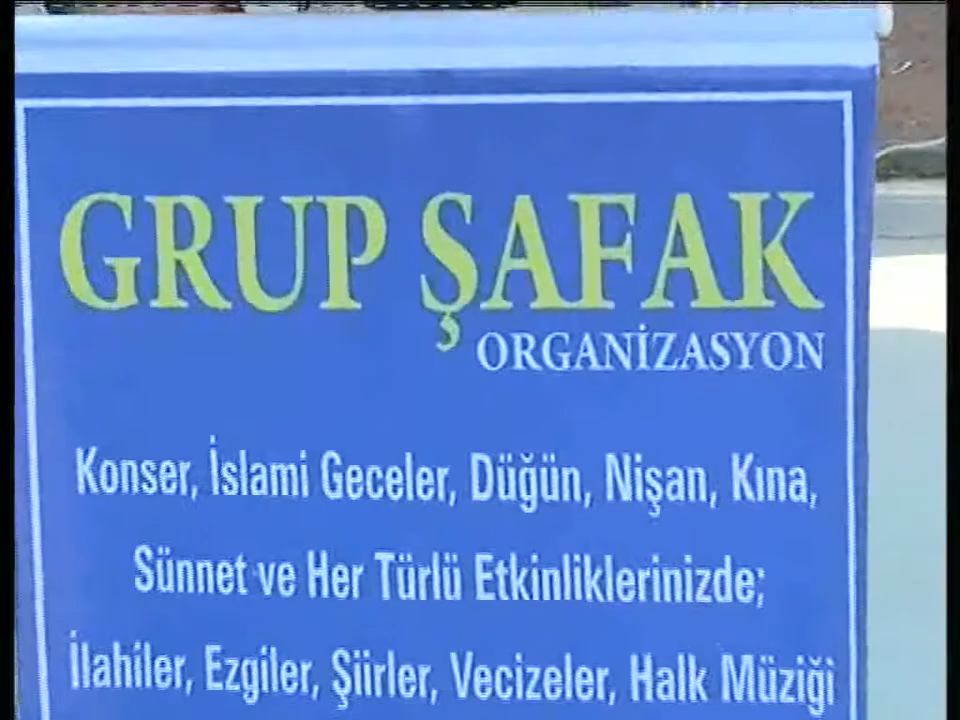 GRUP ŞAFAK
ORGANİZASYON
Konser, İslami Geceler, Düğün, Nişan, Kına,
Sünnet ve Her Türlü Etkinliklerinizde;
İlahiler, Ezgiler, Şiirler, Vecizeler, Halk Müziği